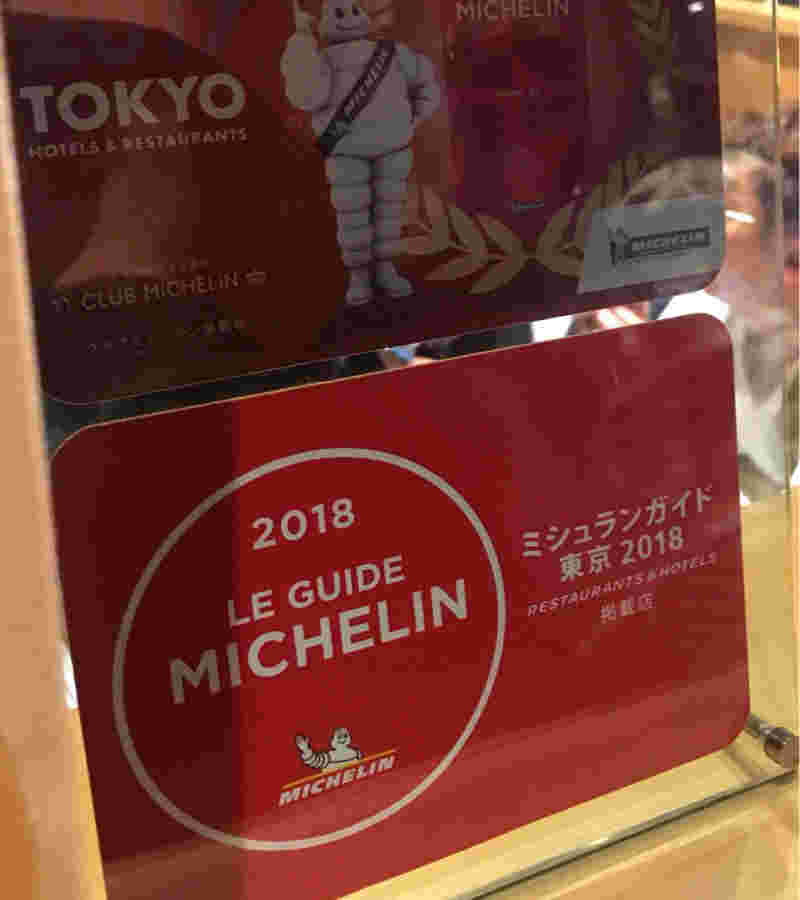 MICHELIN
MICHELIN
TOKYO
HOTELS & RESTAURANTS
MICHELIN
CLUB MICHELIN
2018
LE GUIDE
MICHELIN
MICHELIN
ミシュランガイド
東京 2018
RESTAURANTS & HOTELS
掲載店